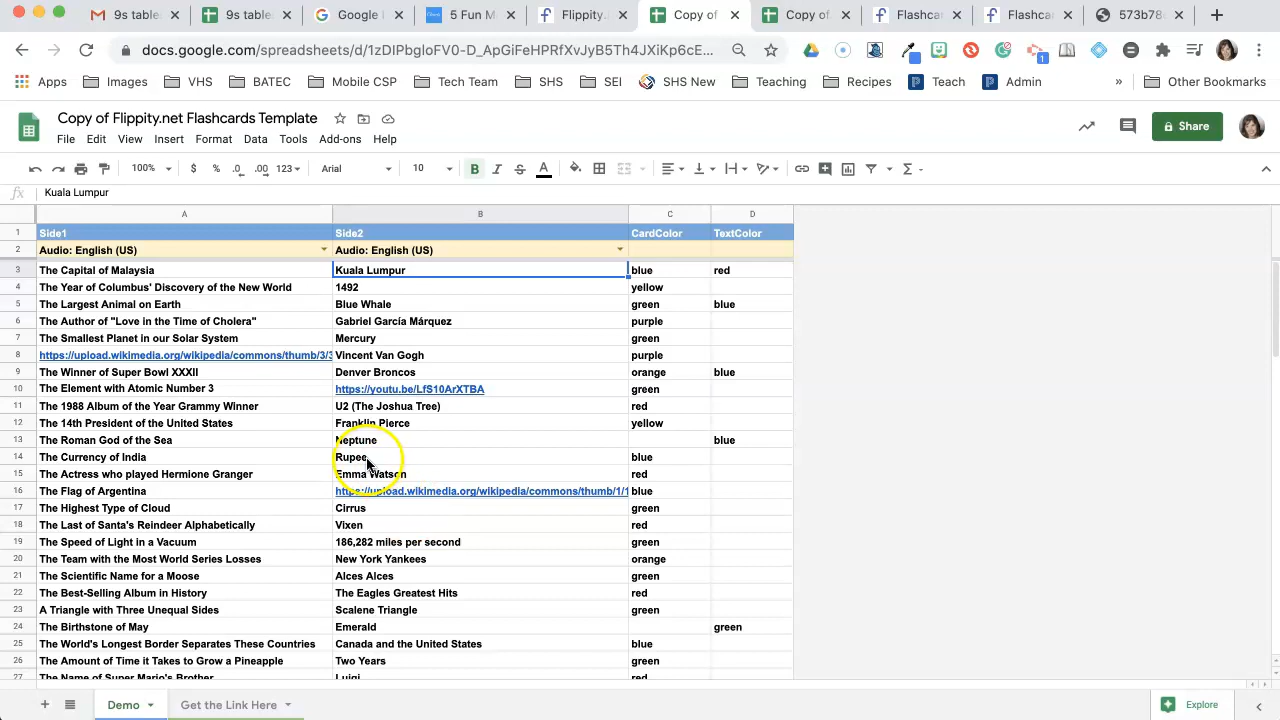 9s table
9s table
Google
5 Fun M
Flippity.
Copy of
Copy of
Flashcar
Flashcar
573b78
docs.google.com/spreadsheets/d/1zDIPbgIoFV0-D_ApGiFeHPRfXvJyB5Th4JXiKp6cE...
Apps Images VHS BATEC Mobile CSP Tech Team SHS SEI SHS New Teaching Recipes Teach Admin » Other Bookmarks
Copy of Flippity.net Flashcards Template
Share
File Edit View Insert Format Data Tools Add-ons Help
100% $ % .0 .00 123 Arial 10 B I S A
fx Kuala Lumpur
A B C D
1 Side1 Side2 CardColor TextColor
2 Audio: English (US) Audio: English (US)
3 The Capital of Malaysia Kuala Lumpur blue red
4 The Year of Columbus' Discovery of the New World 1492 yellow
5 The Largest Animal on Earth Blue Whale green blue
6 The Author of "Love in the Time of Cholera" Gabriel García Márquez purple
7 The Smallest Planet in our Solar System Mercury green
8 https://upload.wikimedia.org/wikipedia/commons/thumb/3/3 Vincent Van Gogh purple
9 The Winner of Super Bowl XXXII Denver Broncos orange blue
10 The Element with Atomic Number 3 https://youtu.be/LfS10ArXTBA green
11 The 1988 Album of the Year Grammy Winner U2 (The Joshua Tree) red
12 The 14th President of the United States Franklin Pierce yellow
13 The Roman God of the Sea Neptune blue
14 The Currency of India Rupee blue
15 The Actress who played Hermione Granger Emma Watson red
16 The Flag of Argentina https://upload.wikimedia.org/wikipedia/commons/thumb/1/1 blue
17 The Highest Type of Cloud Cirrus green
18 The Last of Santa's Reindeer Alphabetically Vixen red
19 The Speed of Light in a Vacuum 186,282 miles per second green
20 The Team with the Most World Series Losses New York Yankees orange
21 The Scientific Name for a Moose Alces Alces green
22 The Best-Selling Album in History The Eagles Greatest Hits red
23 A Triangle with Three Unequal Sides Scalene Triangle green
24 The Birthstone of May Emerald green
25 The World's Longest Border Separates These Countries Canada and the United States blue
26 The Amount of Time it Takes to Grow a Pineapple Two Years green
27 The Name of Super Mario's Brother Luigi red
Demo Get the Link Here Explore